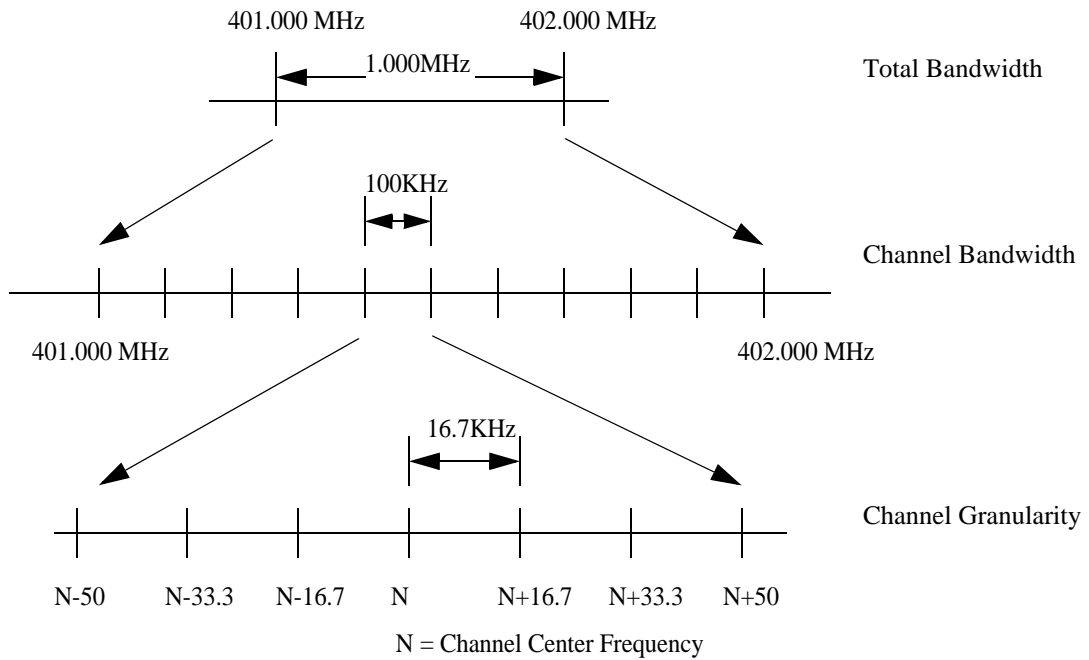 401.000 MHz 402.000 MHz
1.000MHz
Total Bandwidth
100KHz
Channel Bandwidth
401.000 MHz 402.000 MHz
16.7KHz
Channel Granularity
N-50 N-33.3 N-16.7 N N+16.7 N+33.3 N+50
N = Channel Center Frequency